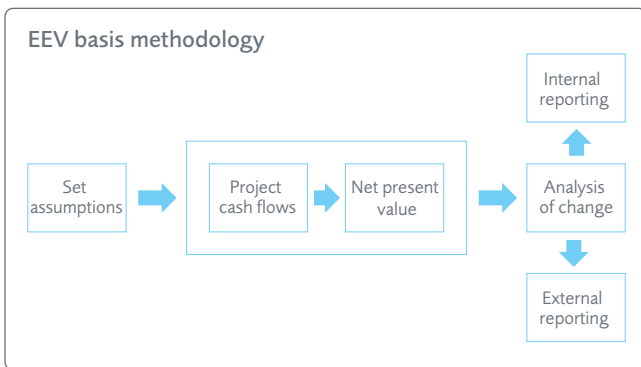 EEV basis methodology
Internal
reporting
Set
assumptions
Project
cash flows
Net present
value
Analysis
of change
External
reporting